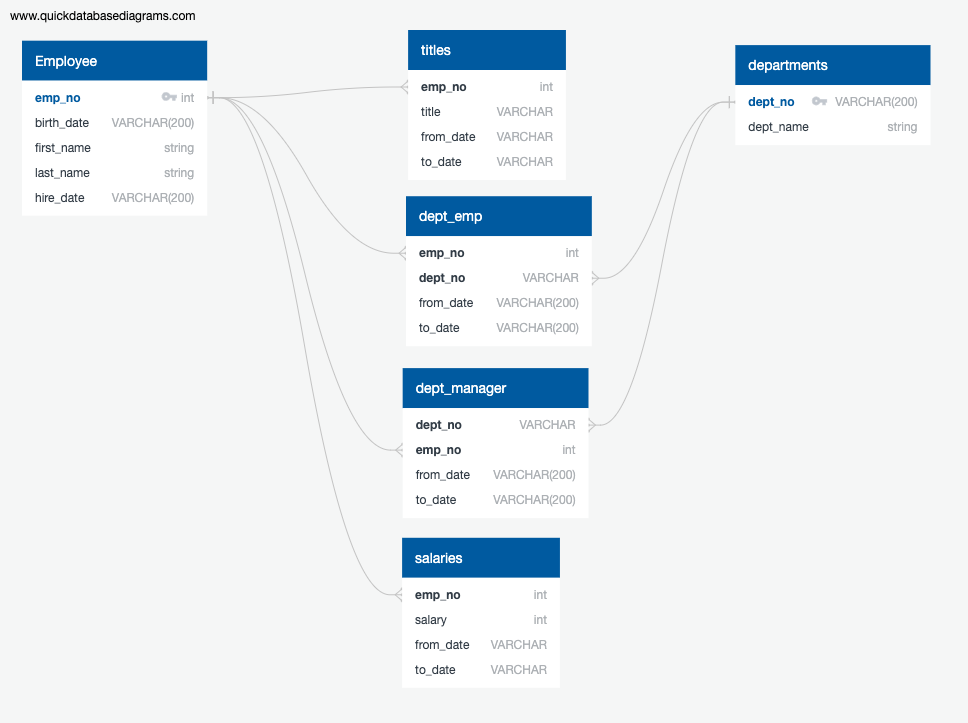 www.quickdatabasediagrams.com
Employee
emp_no int
birth_date VARCHAR(200)
first_name string
last_name string
hire_date VARCHAR(200)
titles
emp_no int
title VARCHAR
from_date VARCHAR
to_date VARCHAR
departments
dept_no VARCHAR(200)
dept_name string
dept_emp
emp_no int
dept_no VARCHAR
from_date VARCHAR(200)
to_date VARCHAR(200)
dept_manager
dept_no VARCHAR
emp_no int
from_date VARCHAR(200)
to_date VARCHAR(200)
salaries
emp_no int
salary int
from_date VARCHAR
to_date VARCHAR